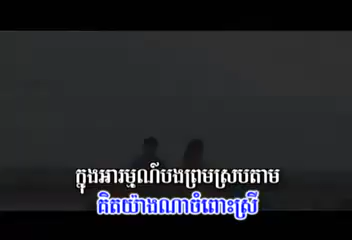 ក្នុងអារម្មណ៍បងព្រមស្របតាម
គិតយ៉ាងណាចំពោះស្រី